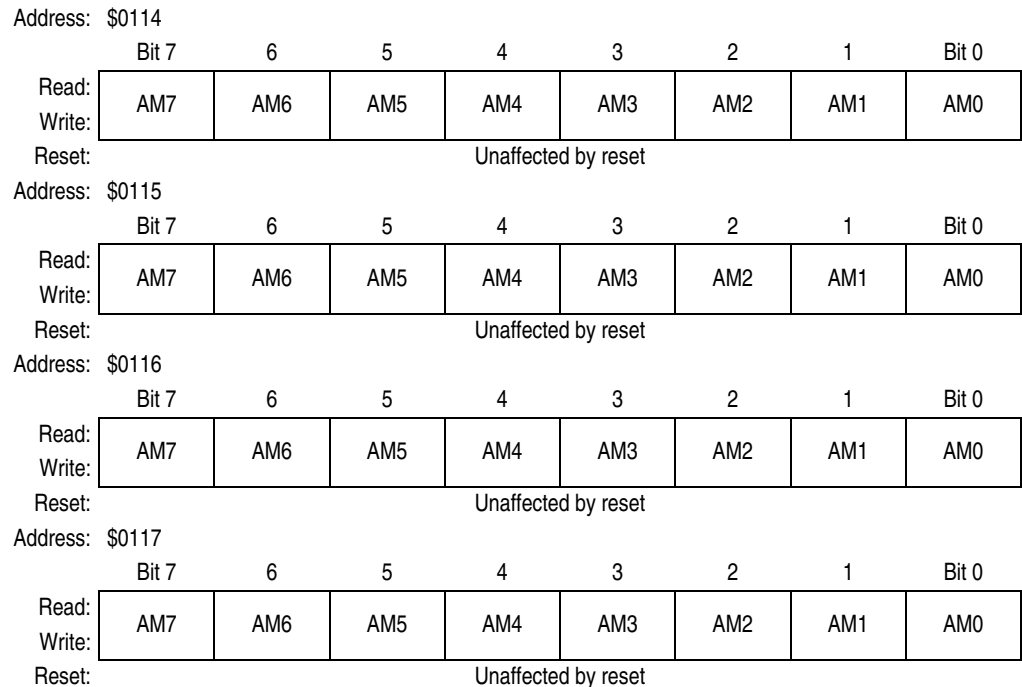 Address: $0114
Bit 7 6 5 4 3 2 1 Bit 0
Read:
AM7 AM6 AM5 AM4 AM3 AM2 AM1 AM0
Write:
Reset: Unaffected by reset
Address: $0115
Bit 7 6 5 4 3 2 1 Bit 0
Read:
AM7 AM6 AM5 AM4 AM3 AM2 AM1 AM0
Write:
Reset: Unaffected by reset
Address: $0116
Bit 7 6 5 4 3 2 1 Bit 0
Read:
AM7 AM6 AM5 AM4 AM3 AM2 AM1 AM0
Write:
Reset: Unaffected by reset
Address: $0117
Bit 7 6 5 4 3 2 1 Bit 0
Read:
AM7 AM6 AM5 AM4 AM3 AM2 AM1 AM0
Write:
Reset: Unaffected by reset